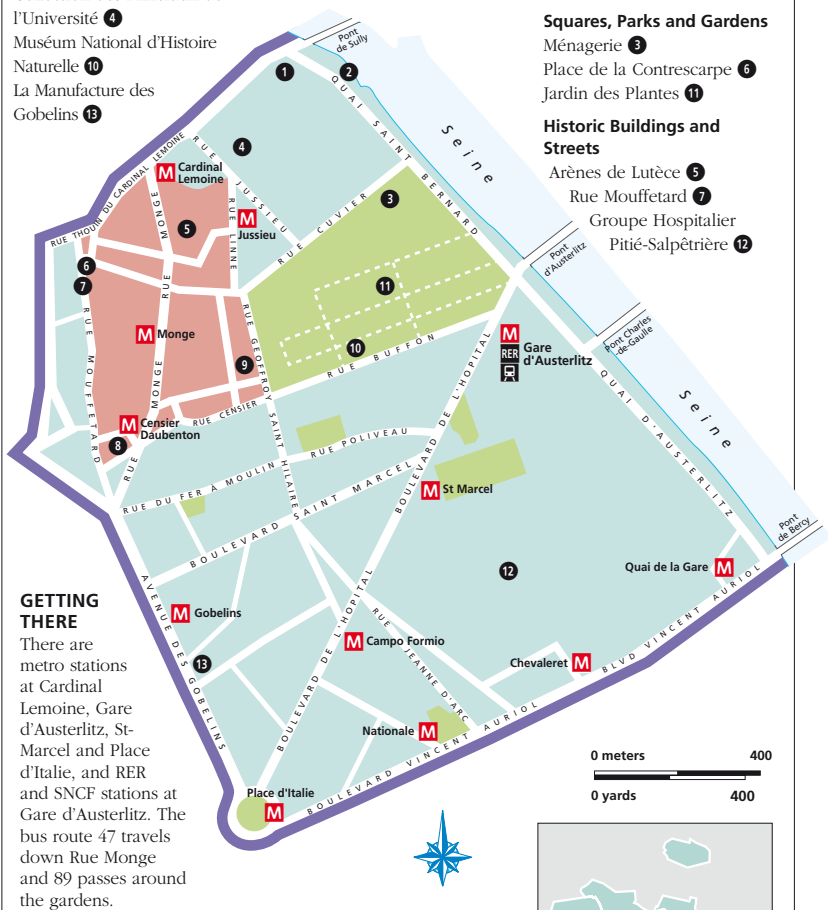 l'Université 4
Muséum National d'Histoire
Naturelle 10
La Manufacture des
Gobelins 13
Squares, Parks and Gardens
Ménagerie 3
Place de la Contrescarpe 6
Jardin des Plantes 11
Historic Buildings and
Streets
Arènes de Lutèce 5
Rue Mouffetard 7
Groupe Hospitalier
Pitié-Salpêtrière 12
Pont
de Sully
1
2
QUAI SAINT BERNARD
Seine
4
RUE JUSSIEU
M Cardinal
Lemoine
RUE THOUIN DU CARDINAL LEMOINE
3
M
Jussieu
RUE CUVIER
RUE LINNE
5
6
7
Pont
d'Austerlitz
11
RUE MONGE
M Monge
RUE MOUFFETARD
RUE GEOFFROY SAINT HILAIRE
10
RUE BUFFON
9
M
RER
Gare
d'Austerlitz
Pont Charles
-de-Gaulle
QUAI D'AUSTERLITZ
Seine
M Censier
Daubenton
RUE CENSIER
8
RUE MONGE
RUE POLIVEAU
RUE DU FER À MOULIN
BOULEVARD SAINT MARCEL
BOULEVARD DE L'HOPITAL
M St Marcel
Pont
de Bercy
12
Quai de la Gare M
AVENUE DES GOBELINS
M Gobelins
13
BOULEVARD DE L'HOPITAL
M Campo Formio
RUE JEANNE D'ARC
Chevaleret M
BLVD VINCENT AURIOL
Nationale M
BOULEVARD VINCENT AURIOL
Place d'Italie
M
GETTING
THERE
There are
metro stations
at Cardinal
Lemoine, Gare
d'Austerlitz, St-
Marcel and Place
d'Italie, and RER
and SNCF stations at
Gare d'Austerlitz. The
bus route 47 travels
down Rue Monge
and 89 passes around
the gardens.
0 meters 400
0 yards 400